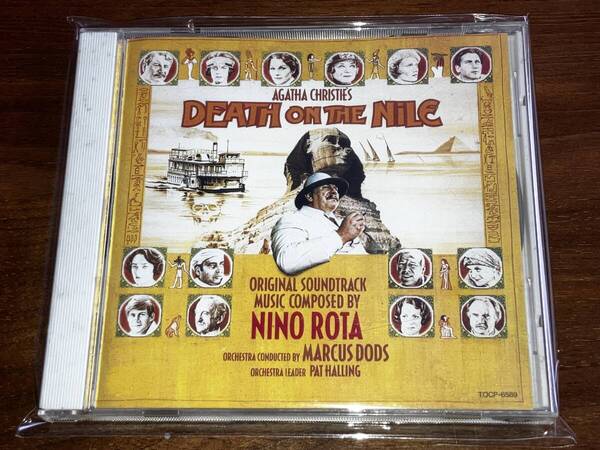 AGATHA CHRISTIE'S
DEATH ON THE NILE
ORIGINAL SOUNDTRACK
MUSIC COMPOSED BY
NINO ROTA
ORCHESTRA CONDUCTED BY MARCUS DODS
ORCHESTRA LEADER PAT HALLING
TOCP-6589